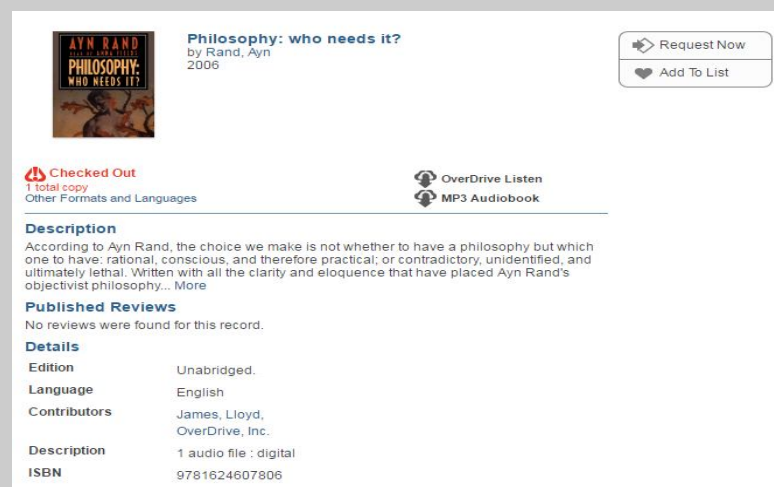 AYN RAND
READ BY ANNA FIELDS
PHILOSOPHY:
WHO NEEDS IT?
Philosophy: who needs it?
by Rand, Ayn
2006
Request Now
Add To List
Checked Out
1 total copy
Other Formats and Languages
OverDrive Listen
MP3 Audiobook
Description
According to Ayn Rand, the choice we make is not whether to have a philosophy but which
one to have: rational, conscious, and therefore practical; or contradictory, unidentified, and
ultimately lethal. Written with all the clarity and eloquence that have placed Ayn Rand's
objectivist philosophy... More
Published Reviews
No reviews were found for this record.
Details
Edition Unabridged.
Language English
Contributors James, Lloyd,
OverDrive, Inc.
Description 1 audio file : digital
ISBN 9781624607806